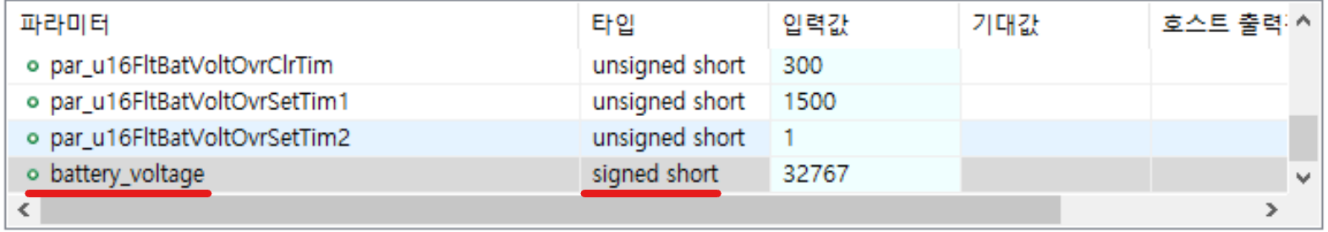 파라미터 타입 입력값 기대값 호스트 출력
par_u16FltBatVoltOvrClrTim unsigned short 300
par_u16FltBatVoltOvrSetTim1 unsigned short 1500
par_u16FltBatVoltOvrSetTim2 unsigned short 1
battery_voltage signed short 32767